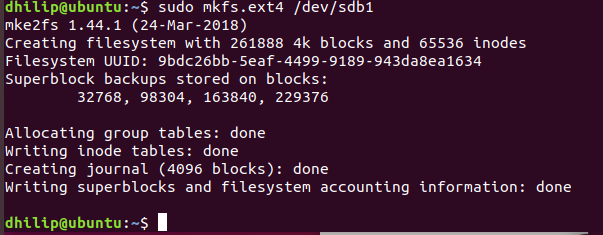 dhilip@ubuntu:~$ sudo mkfs.ext4 /dev/sdb1
mke2fs 1.44.1 (24-Mar-2018)
Creating filesystem with 261888 4k blocks and 65536 inodes
Filesystem UUID: 9bdc26bb-5eaf-4499-9189-943da8ea1634
Superblock backups stored on blocks:
        32768, 98304, 163840, 229376

Allocating group tables: done
Writing inode tables: done
Creating journal (4096 blocks): done
Writing superblocks and filesystem accounting information: done

dhilip@ubuntu:~$